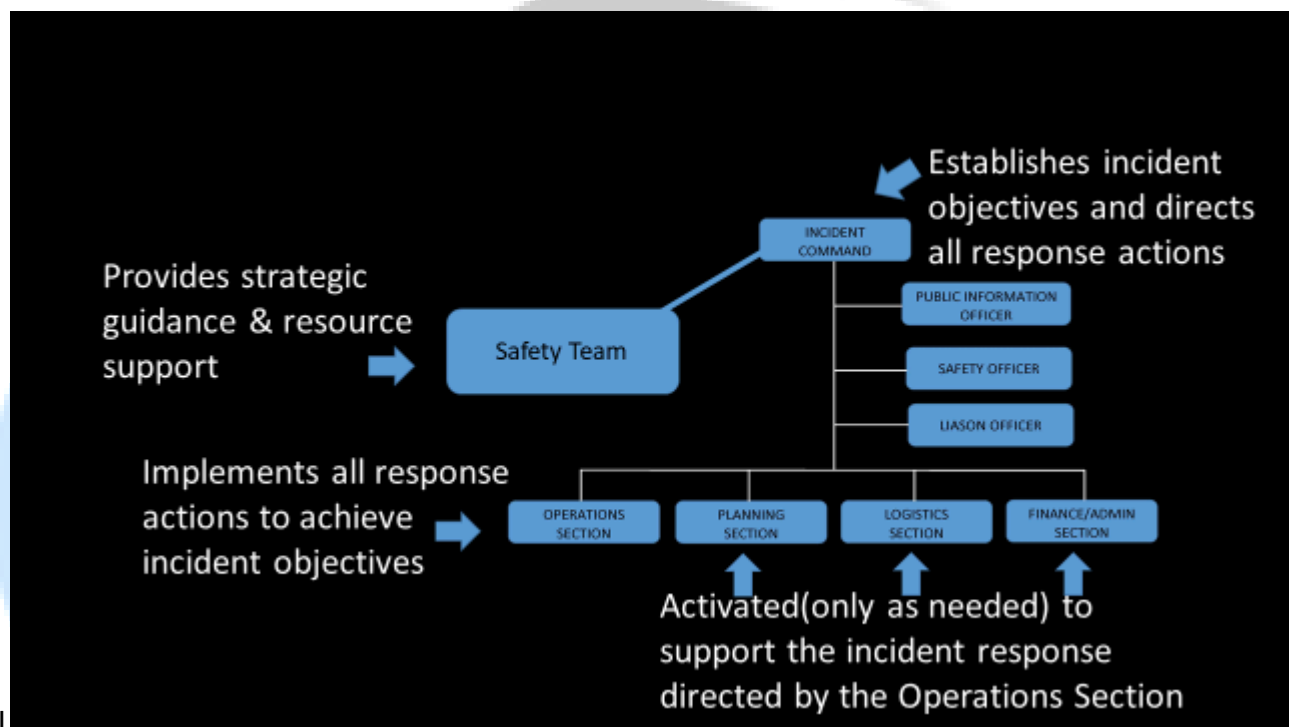 Establishes incident
objectives and directs
all response actions
INCIDENT
COMMAND
Provides strategic
guidance & resource
support
Safety Team
PUBLIC INFORMATION
OFFICER
SAFETY OFFICER
LIASON OFFICER
Implements all response
actions to achieve
incident objectives
OPERATIONS
SECTION
PLANNING
SECTION
LOGISTICS
SECTION
FINANCE/ADMIN
SECTION
Activated(only as needed) to
support the incident response
directed by the Operations Section